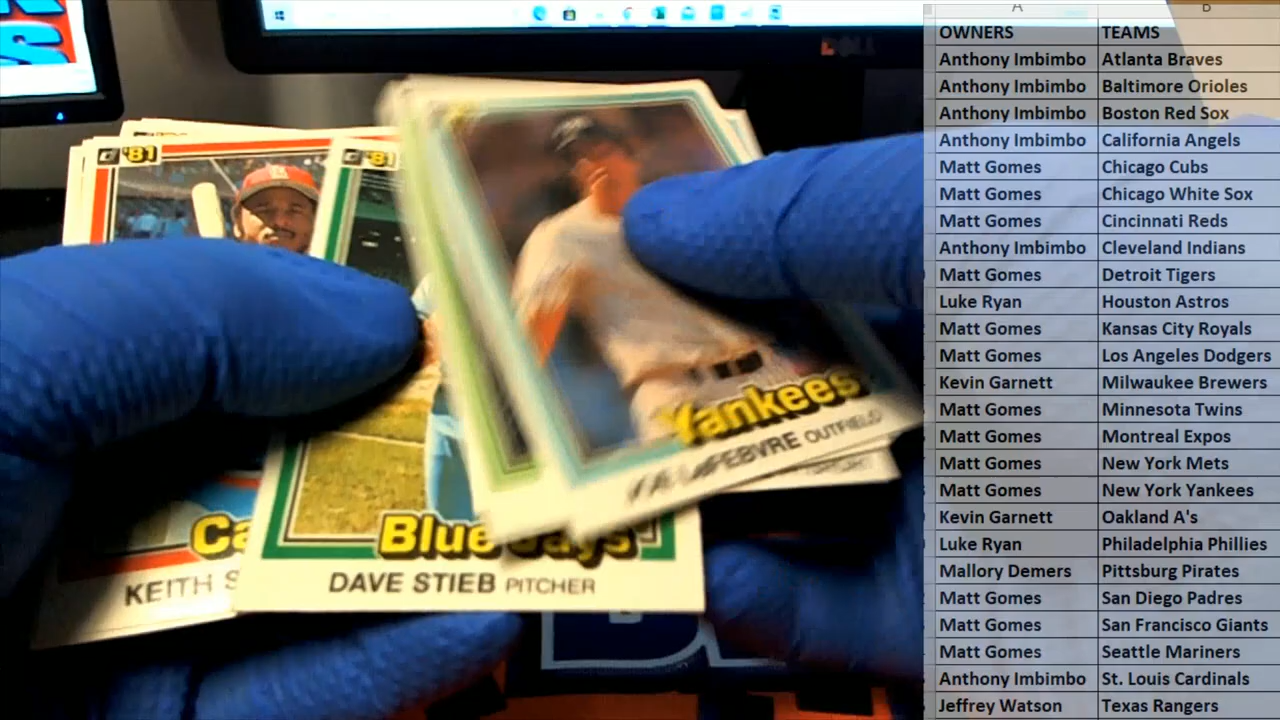 S
DELL
'81
'81
Yankees
LEFEBVRE OUTFIELD
Blue Jays
DAVE STIEB PITCHER
Ca
KEITH S
A B
OWNERS TEAMS
Anthony Imbimbo Atlanta Braves
Anthony Imbimbo Baltimore Orioles
Anthony Imbimbo Boston Red Sox
Anthony Imbimbo California Angels
Matt Gomes Chicago Cubs
Matt Gomes Chicago White Sox
Matt Gomes Cincinnati Reds
Anthony Imbimbo Cleveland Indians
Matt Gomes Detroit Tigers
Luke Ryan Houston Astros
Matt Gomes Kansas City Royals
Matt Gomes Los Angeles Dodgers
Kevin Garnett Milwaukee Brewers
Matt Gomes Minnesota Twins
Matt Gomes Montreal Expos
Matt Gomes New York Mets
Matt Gomes New York Yankees
Kevin Garnett Oakland A's
Luke Ryan Philadelphia Phillies
Mallory Demers Pittsburg Pirates
Matt Gomes San Diego Padres
Matt Gomes San Francisco Giants
Matt Gomes Seattle Mariners
Anthony Imbimbo St. Louis Cardinals
Jeffrey Watson Texas Rangers